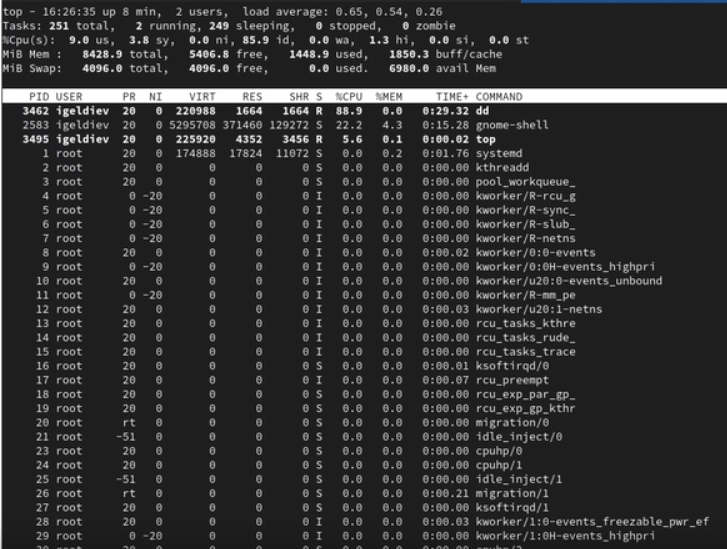 top - 16:26:35 up 8 min,  2 users,  load average: 0.65, 0.54, 0.26
Tasks: 251 total,   2 running, 249 sleeping,   0 stopped,   0 zombie
%Cpu(s):  9.0 us,  3.8 sy,  0.0 ni, 85.9 id,  0.0 wa,  1.3 hi,  0.0 si,  0.0 st
MiB Mem :   8428.9 total,   5406.8 free,   1448.9 used,   1850.3 buff/cache
MiB Swap:   4096.0 total,   4096.0 free,      0.0 used.   6980.0 avail Mem
PID USER      PR  NI    VIRT    RES    SHR S  %CPU  %MEM     TIME+ COMMAND
3462 igeldiev  20   0  220988   1664   1664 R  88.9   0.0   0:29.32 dd
2583 igeldiev  20   0 5295708 371460 129272 S  22.2   4.3   0:15.28 gnome-shell
3495 igeldiev  20   0  225920   4352   3456 R   5.6   0.1   0:00.02 top
1 root      20   0  174888  17824  11072 S   0.0   0.2   0:01.76 systemd
2 root      20   0       0      0      0 S   0.0   0.0   0:00.00 kthreadd
3 root      20   0       0      0      0 S   0.0   0.0   0:00.00 pool_workqueue_
4 root       0 -20       0      0      0 I   0.0   0.0   0:00.00 kworker/R-rcu_g
5 root       0 -20       0      0      0 I   0.0   0.0   0:00.00 kworker/R-sync_
6 root       0 -20       0      0      0 I   0.0   0.0   0:00.00 kworker/R-slub_
7 root       0 -20       0      0      0 I   0.0   0.0   0:00.00 kworker/R-netns
8 root      20   0       0      0      0 I   0.0   0.0   0:00.02 kworker/0:0-events
9 root       0 -20       0      0      0 I   0.0   0.0   0:00.00 kworker/0:0H-events_highpri
10 root      20   0       0      0      0 I   0.0   0.0   0:00.00 kworker/u20:0-events_unbound
11 root       0 -20       0      0      0 I   0.0   0.0   0:00.00 kworker/R-mm_pe
12 root      20   0       0      0      0 I   0.0   0.0   0:00.03 kworker/u20:1-netns
13 root      20   0       0      0      0 I   0.0   0.0   0:00.00 rcu_tasks_kthre
14 root      20   0       0      0      0 I   0.0   0.0   0:00.00 rcu_tasks_rude_
15 root      20   0       0      0      0 I   0.0   0.0   0:00.00 rcu_tasks_trace
16 root      20   0       0      0      0 S   0.0   0.0   0:00.01 ksoftirqd/0
17 root      20   0       0      0      0 I   0.0   0.0   0:00.07 rcu_preempt
18 root      20   0       0      0      0 S   0.0   0.0   0:00.00 rcu_exp_par_gp_
19 root      20   0       0      0      0 S   0.0   0.0   0:00.00 rcu_exp_gp_kthr
20 root      rt   0       0      0      0 S   0.0   0.0   0:00.00 migration/0
21 root     -51   0       0      0      0 S   0.0   0.0   0:00.00 idle_inject/0
23 root      20   0       0      0      0 S   0.0   0.0   0:00.00 cpuhp/0
24 root      20   0       0      0      0 S   0.0   0.0   0:00.00 cpuhp/1
25 root     -51   0       0      0      0 S   0.0   0.0   0:00.00 idle_inject/1
26 root      rt   0       0      0      0 S   0.0   0.0   0:00.21 migration/1
27 root      20   0       0      0      0 S   0.0   0.0   0:00.00 ksoftirqd/1
28 root      20   0       0      0      0 I   0.0   0.0   0:00.03 kworker/1:0-events_freezable_pwr_ef
29 root       0 -20       0      0      0 I   0.0   0.0   0:00.00 kworker/1:0H-events_highpri